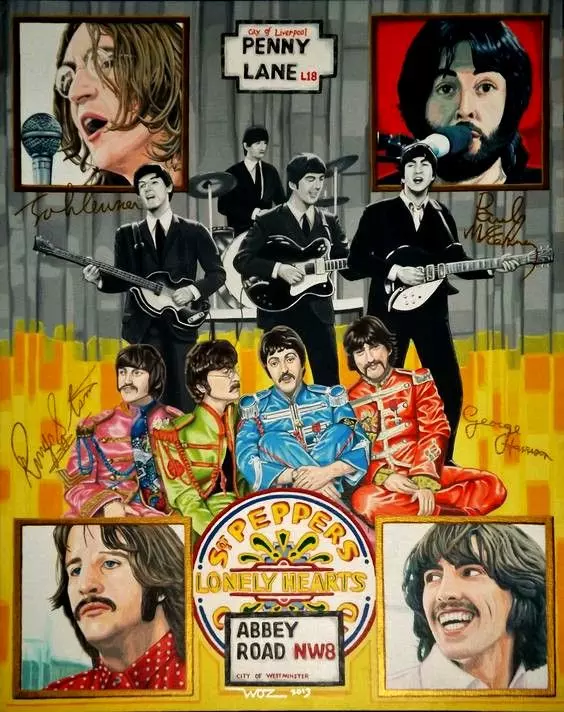 City of Liverpool
PENNY
LANE L18
John Lennon
Paul
McCartney
Ringo Starr
George
Harrison
Sgt PEPPERS
LONELY HEARTS
ABBEY
ROAD NW8
CITY OF WESTMINSTER
WOZ 2013